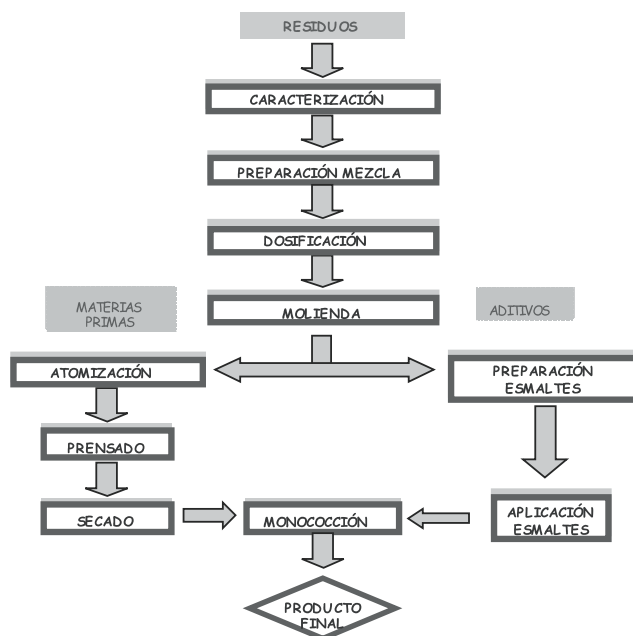 RESIDUOS
CARACTERIZACIÓN
PREPARACIÓN MEZCLA
DOSIFICACIÓN
MATERIAS
PRIMAS
MOLIENDA
ADITIVOS
ATOMIZACIÓN
PREPARACIÓN
ESMALTES
PRENSADO
SECADO
MONOCOCCIÓN
APLICACIÓN
ESMALTES
PRODUCTO
FINAL